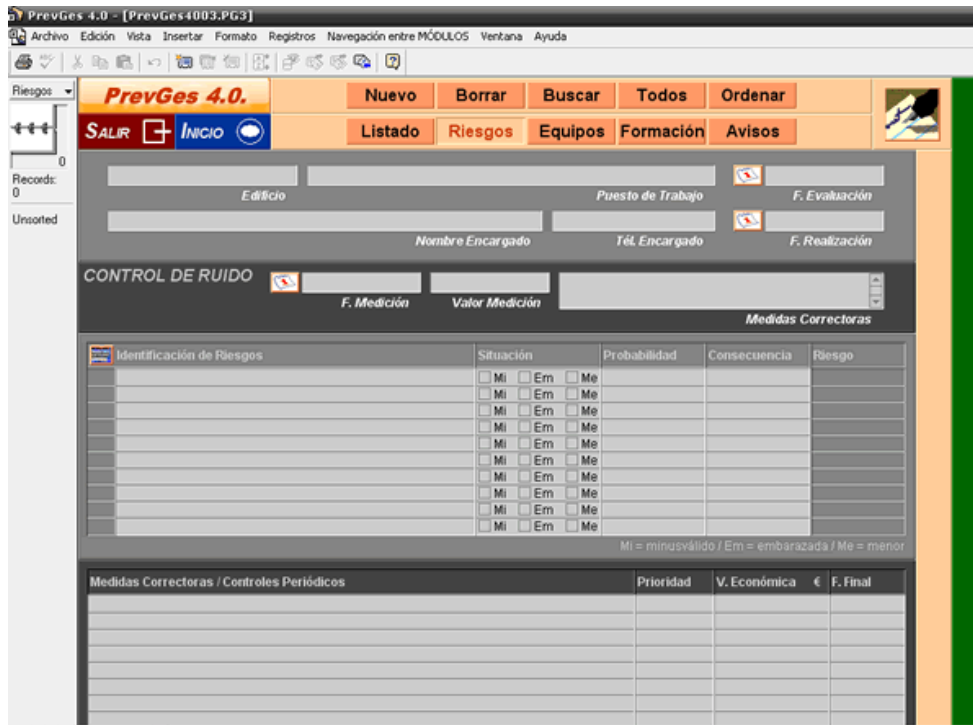 PrevGes 4.0 - [PrevGes4003.PG3]
Archivo Edición Vista Insertar Formato Registros Navegación entre MÓDULOS Ventana Ayuda
Riesgos
PrevGes 4.0.
Nuevo Borrar Buscar Todos Ordenar
SALIR INICIO
Listado Riesgos Equipos Formación Avisos
0
Records:
0
Unsorted
Edificio Puesto de Trabajo F. Evaluación
Nombre Encargado Tél. Encargado F. Realización
CONTROL DE RUIDO
F. Medición Valor Medición
Medidas Correctoras
Identificación de Riesgos Situación Probabilidad Consecuencia Riesgo
Mi Em Me
Mi Em Me
Mi Em Me
Mi Em Me
Mi Em Me
Mi Em Me
Mi Em Me
Mi Em Me
Mi Em Me
Mi Em Me
Mi = minusválido / Em = embarazada / Me = menor
Medidas Correctoras / Controles Periódicos Prioridad V. Económica € F. Final